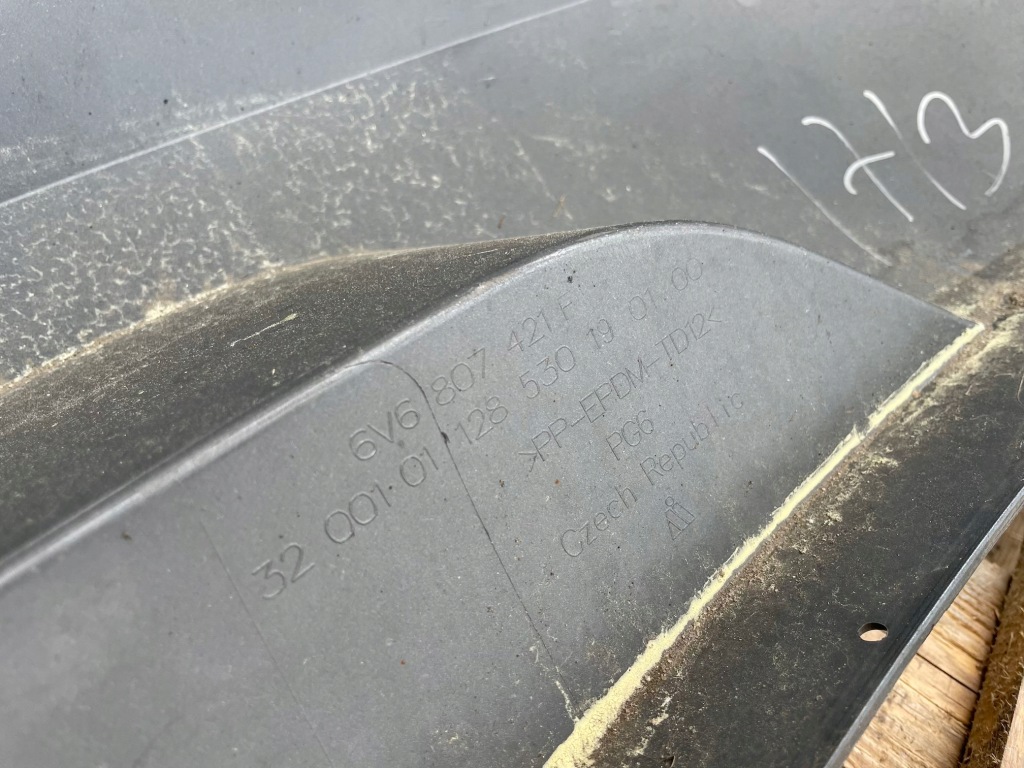 1713
6V6 807 421 F
32 001 01 128 530 19 01 00
>PP-EPDM-TD12<
PG6
Czech Republic